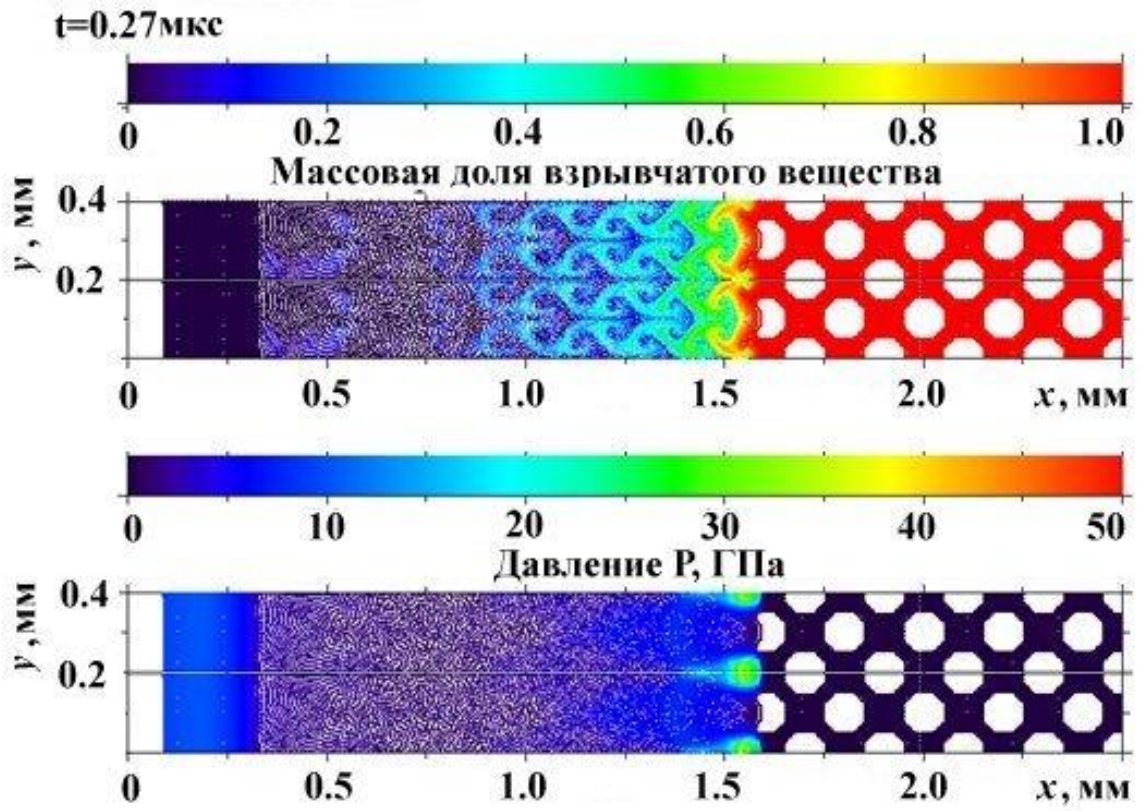 t=0.27мкс
0 0.2 0.4 0.6 0.8 1.0
Массовая доля взрывчатого вещества
0.4
y, мм
0.2
0 0.5 1.0 1.5 2.0 x, мм
0 10 20 30 40 50
Давление P, ГПа
0.4
y, мм
0.2
0 0.5 1.0 1.5 2.0 x, мм